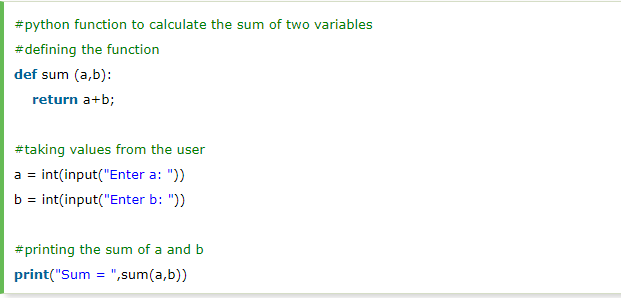 #python function to calculate the sum of two variables
#defining the function
def sum (a,b):
return a+b;
#taking values from the user
a = int(input("Enter a: "))
b = int(input("Enter b: "))
#printing the sum of a and b
print("Sum = ",sum(a,b))